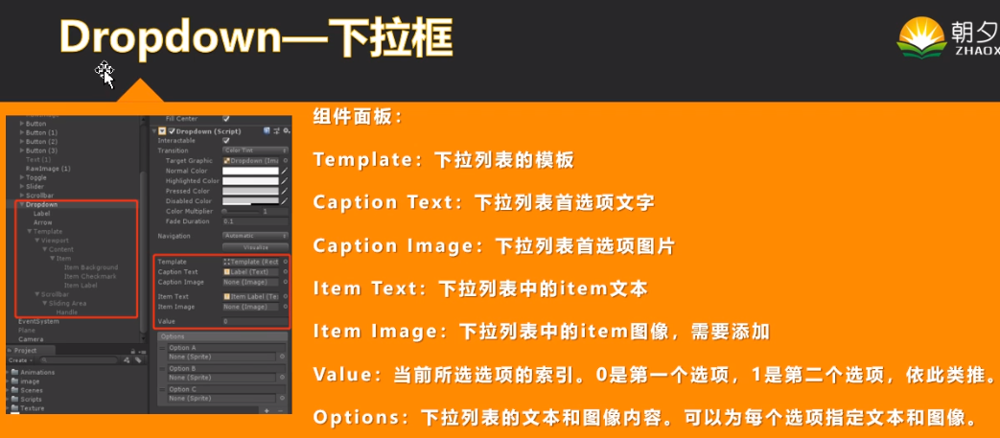 Dropdown—下拉框
朝夕
ZHAOX
组件面板：
Template：下拉列表的模板
Caption Text：下拉列表首选项文字
Caption Image：下拉列表首选项图片
Item Text：下拉列表中的item文本
Item Image：下拉列表中的item图像，需要添加
Value：当前所选选项的索引。0是第一个选项，1是第二个选项，依此类推。
Options：下拉列表的文本和图像内容。可以为每个选项指定文本和图像。
Button
Button (1)
Button (2)
Button (3)
Text (1)
RawImage (1)
Toggle
Slider
Scrollbar
Dropdown
Label
Arrow
Template
Viewport
Content
Item
Item Background
Item Checkmark
Item Label
Scrollbar
Sliding Area
Handle
EventSystem
Plane
Camera
Project
Create
Animations
image
Scenes
Scripts
Texture
Fill Center
Dropdown (Script)
Interactable
Transition Color Tint
Target Graphic Dropdown (Ima
Normal Color
Highlighted Color
Pressed Color
Disabled Color
Color Multiplier 1
Fade Duration 0.1
Navigation Automatic
Visualize
Template Template (Rect
Caption Text Label (Text)
Caption Image None (Image)
Item Text Item Label (Te
Item Image None (Image)
Value 0
Options
Option A
None (Sprite)
Option B
None (Sprite)
Option C
None (Sprite)